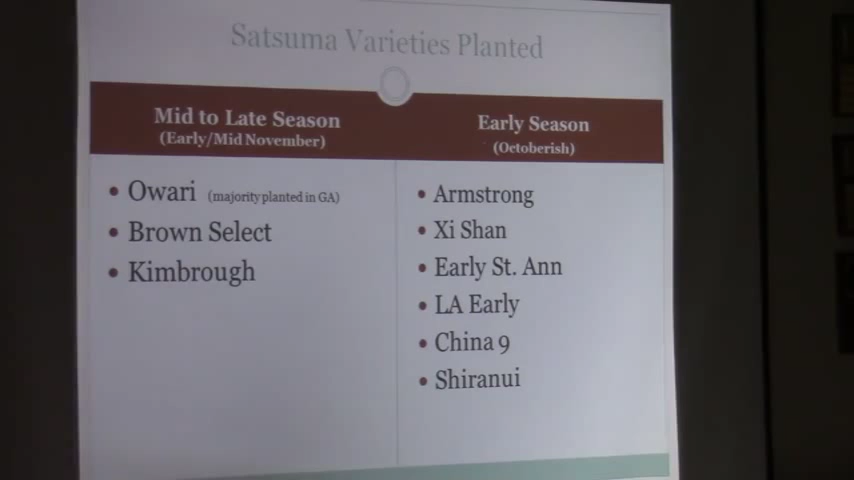 Satsuma Varieties Planted
Mid to Late Season
(Early/Mid November)
Early Season
(Octoberish)
• Owari (majority planted in GA)
• Brown Select
• Kimbrough
• Armstrong
• Xi Shan
• Early St. Ann
• LA Early
• China 9
• Shiranui